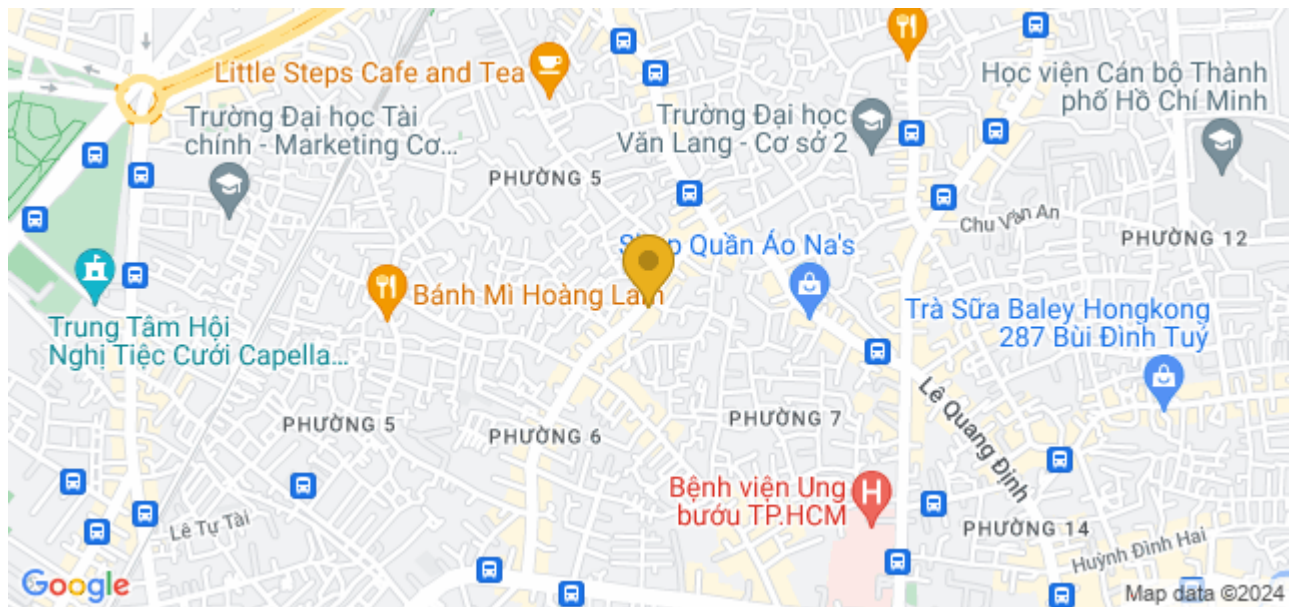 Little Steps Cafe and Tea
Học viện Cán bộ Thành
phố Hồ Chí Minh
Trường Đại học Tài
chính - Marketing Cơ...
Trường Đại học
Văn Lang - Cơ sở 2
PHƯỜNG 5
Chu Văn An
PHƯỜNG 12
Quần Áo Na's
Bánh Mì Hoàng Lam
Trà Sữa Baley Hongkong
287 Bùi Đình Tuý
Trung Tâm Hội
Nghị Tiệc Cưới Capella...
Lê Quang Định
PHƯỜNG 5
PHƯỜNG 6
PHƯỜNG 7
Bệnh viện Ung
bướu TP.HCM
H
Lê Tự Tài
PHƯỜNG 14
Huỳnh Đình Hai
Google
Map data ©2024